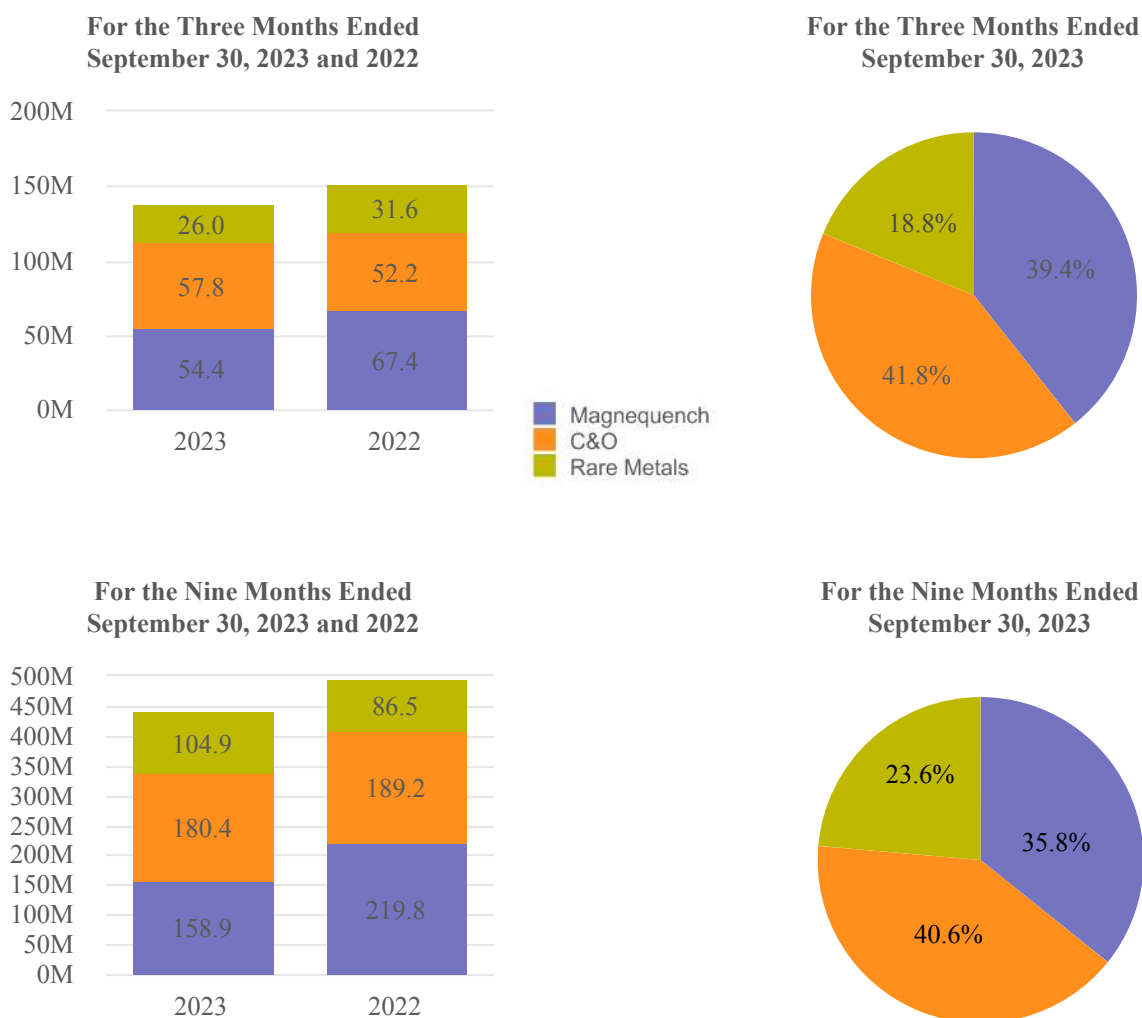 For the Three Months Ended
September 30, 2023 and 2022
200M
150M
100M
50M
0M
26.0
57.8
54.4
31.6
52.2
67.4
2023
2022
Magnequench
C&O
Rare Metals
For the Three Months Ended
September 30, 2023
18.8%
39.4%
41.8%
For the Nine Months Ended
September 30, 2023 and 2022
500M
450M
400M
350M
300M
250M
200M
150M
100M
50M
0M
104.9
180.4
158.9
86.5
189.2
219.8
2023
2022
For the Nine Months Ended
September 30, 2023
23.6%
35.8%
40.6%